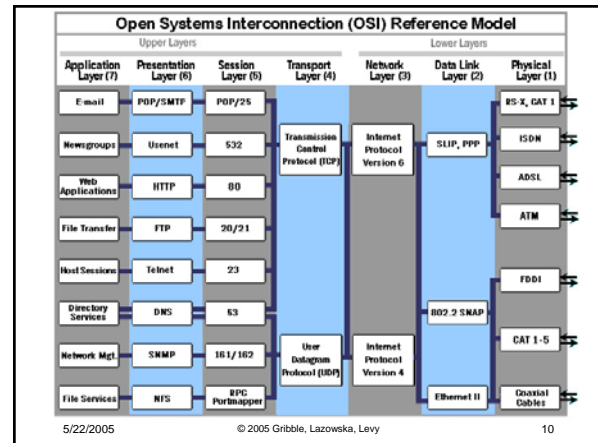 Open Systems Interconnection (OSI) Reference Model
Upper Layers
Lower Layers
Application
Layer (7)
Presentation
Layer (6)
Session
Layer (5)
Transport
Layer (4)
Network
Layer (3)
Data Link
Layer (2)
Physical
Layer (1)
E-mail
POP/SMTP
POP/25
Newsgroups
Usenet
532
Web
Applications
HTTP
80
File Transfer
FTP
20/21
Host Sessions
Telnet
23
Directory
Services
DNS
53
Network Mgt.
SNMP
161/162
File Services
NFS
RPC
Portmapper
Transmission
Control
Protocol (TCP)
User
Datagram
Protocol (UDP)
Internet
Protocol
Version 6
Internet
Protocol
Version 4
SLIP, PPP
802.2 SNAP
Ethernet II
RS-X, CAT 1
ISDN
ADSL
ATM
FDDI
CAT 1-5
Coaxial
Cables
5/22/2005
© 2005 Gribble, Lazowska, Levy
10